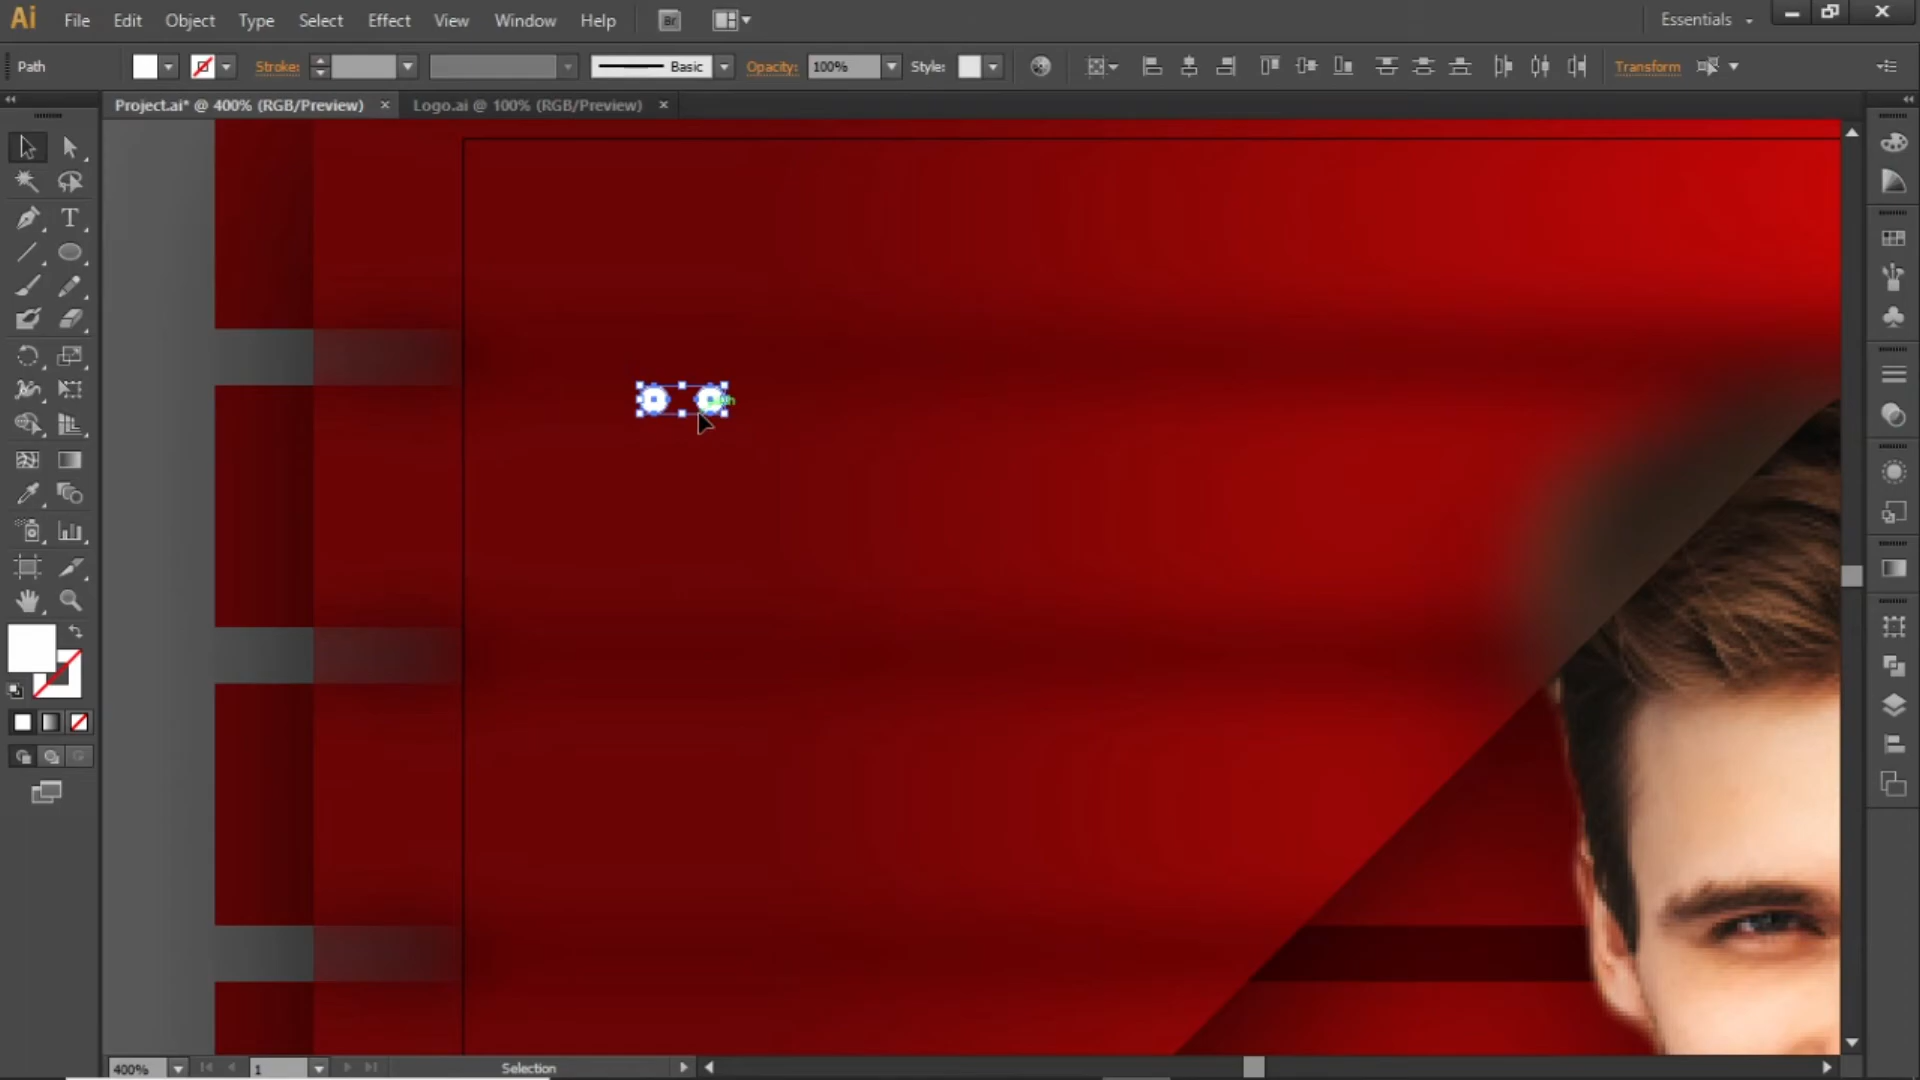 Ai File Edit Object Type Select Effect View Window Help Br Essentials
Path Stroke: Basic Opacity: 100% Style: Transform
Project.ai* @ 400% (RGB/Preview) Logo.ai @ 100% (RGB/Preview)
T
400% 1 Selection